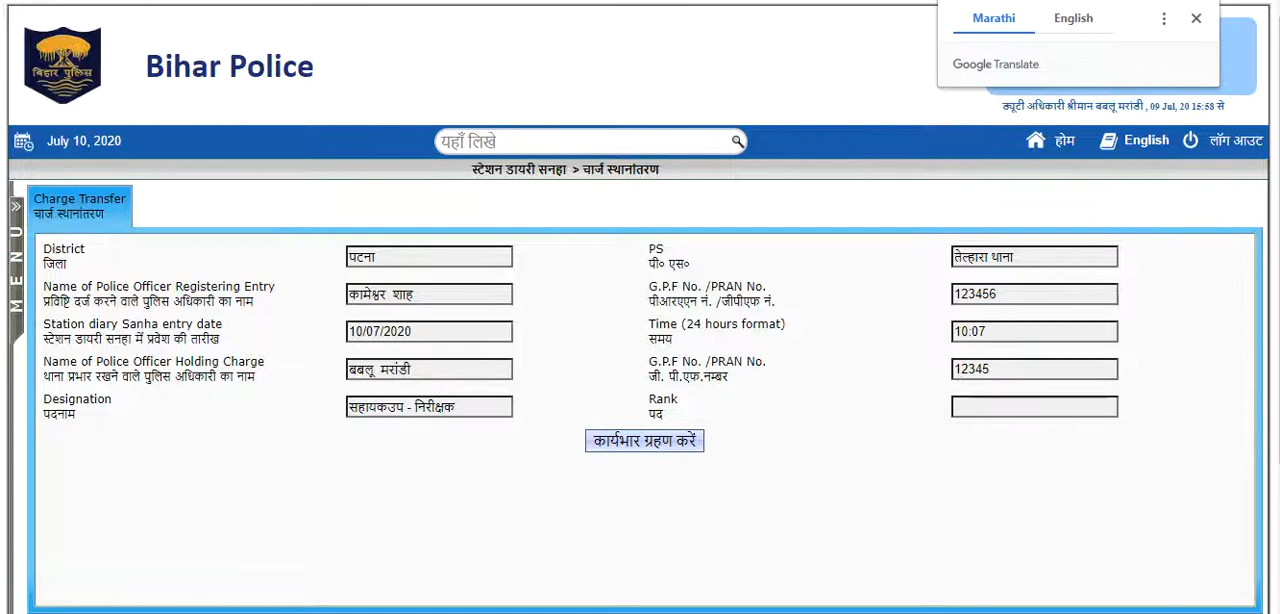 Marathi English
Google Translate
बिहार पुलिस
Bihar Police
ड्यूटी अधिकारी श्रीमान बबलू मरांडी , 09 Jul, 20 15:58 से
July 10, 2020 यहाँ लिखे होम English लॉग आउट
स्टेशन डायरी सनहा > चार्ज स्थानांतरण
MENU
Charge Transfer
चार्ज स्थानांतरण
District
जिला
पटना
PS
पी० एस०
तेल्हारा थाना
Name of Police Officer Registering Entry
प्रविष्टि दर्ज करने वाले पुलिस अधिकारी का नाम
कामेश्वर शाह
G.P.F No. /PRAN No.
पीआरएएन नं. /जीपीएफ नं.
123456
Station diary Sanha entry date
स्टेशन डायरी सनहा में प्रवेश की तारीख
10/07/2020
Time (24 hours format)
समय
10:07
Name of Police Officer Holding Charge
थाना प्रभार रखने वाले पुलिस अधिकारी का नाम
बबलू मरांडी
G.P.F No. /PRAN No.
जी. पी.एफ.नम्बर
12345
Designation
पदनाम
सहायकउप - निरीक्षक
Rank
पद
कार्यभार ग्रहण करें